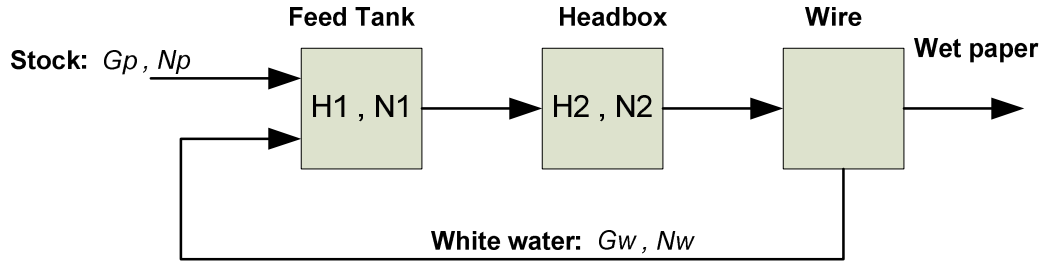 Feed Tank
Headbox
Wire
Wet paper
Stock: Gp , Np
H1 , N1
H2 , N2
White water: Gw , Nw